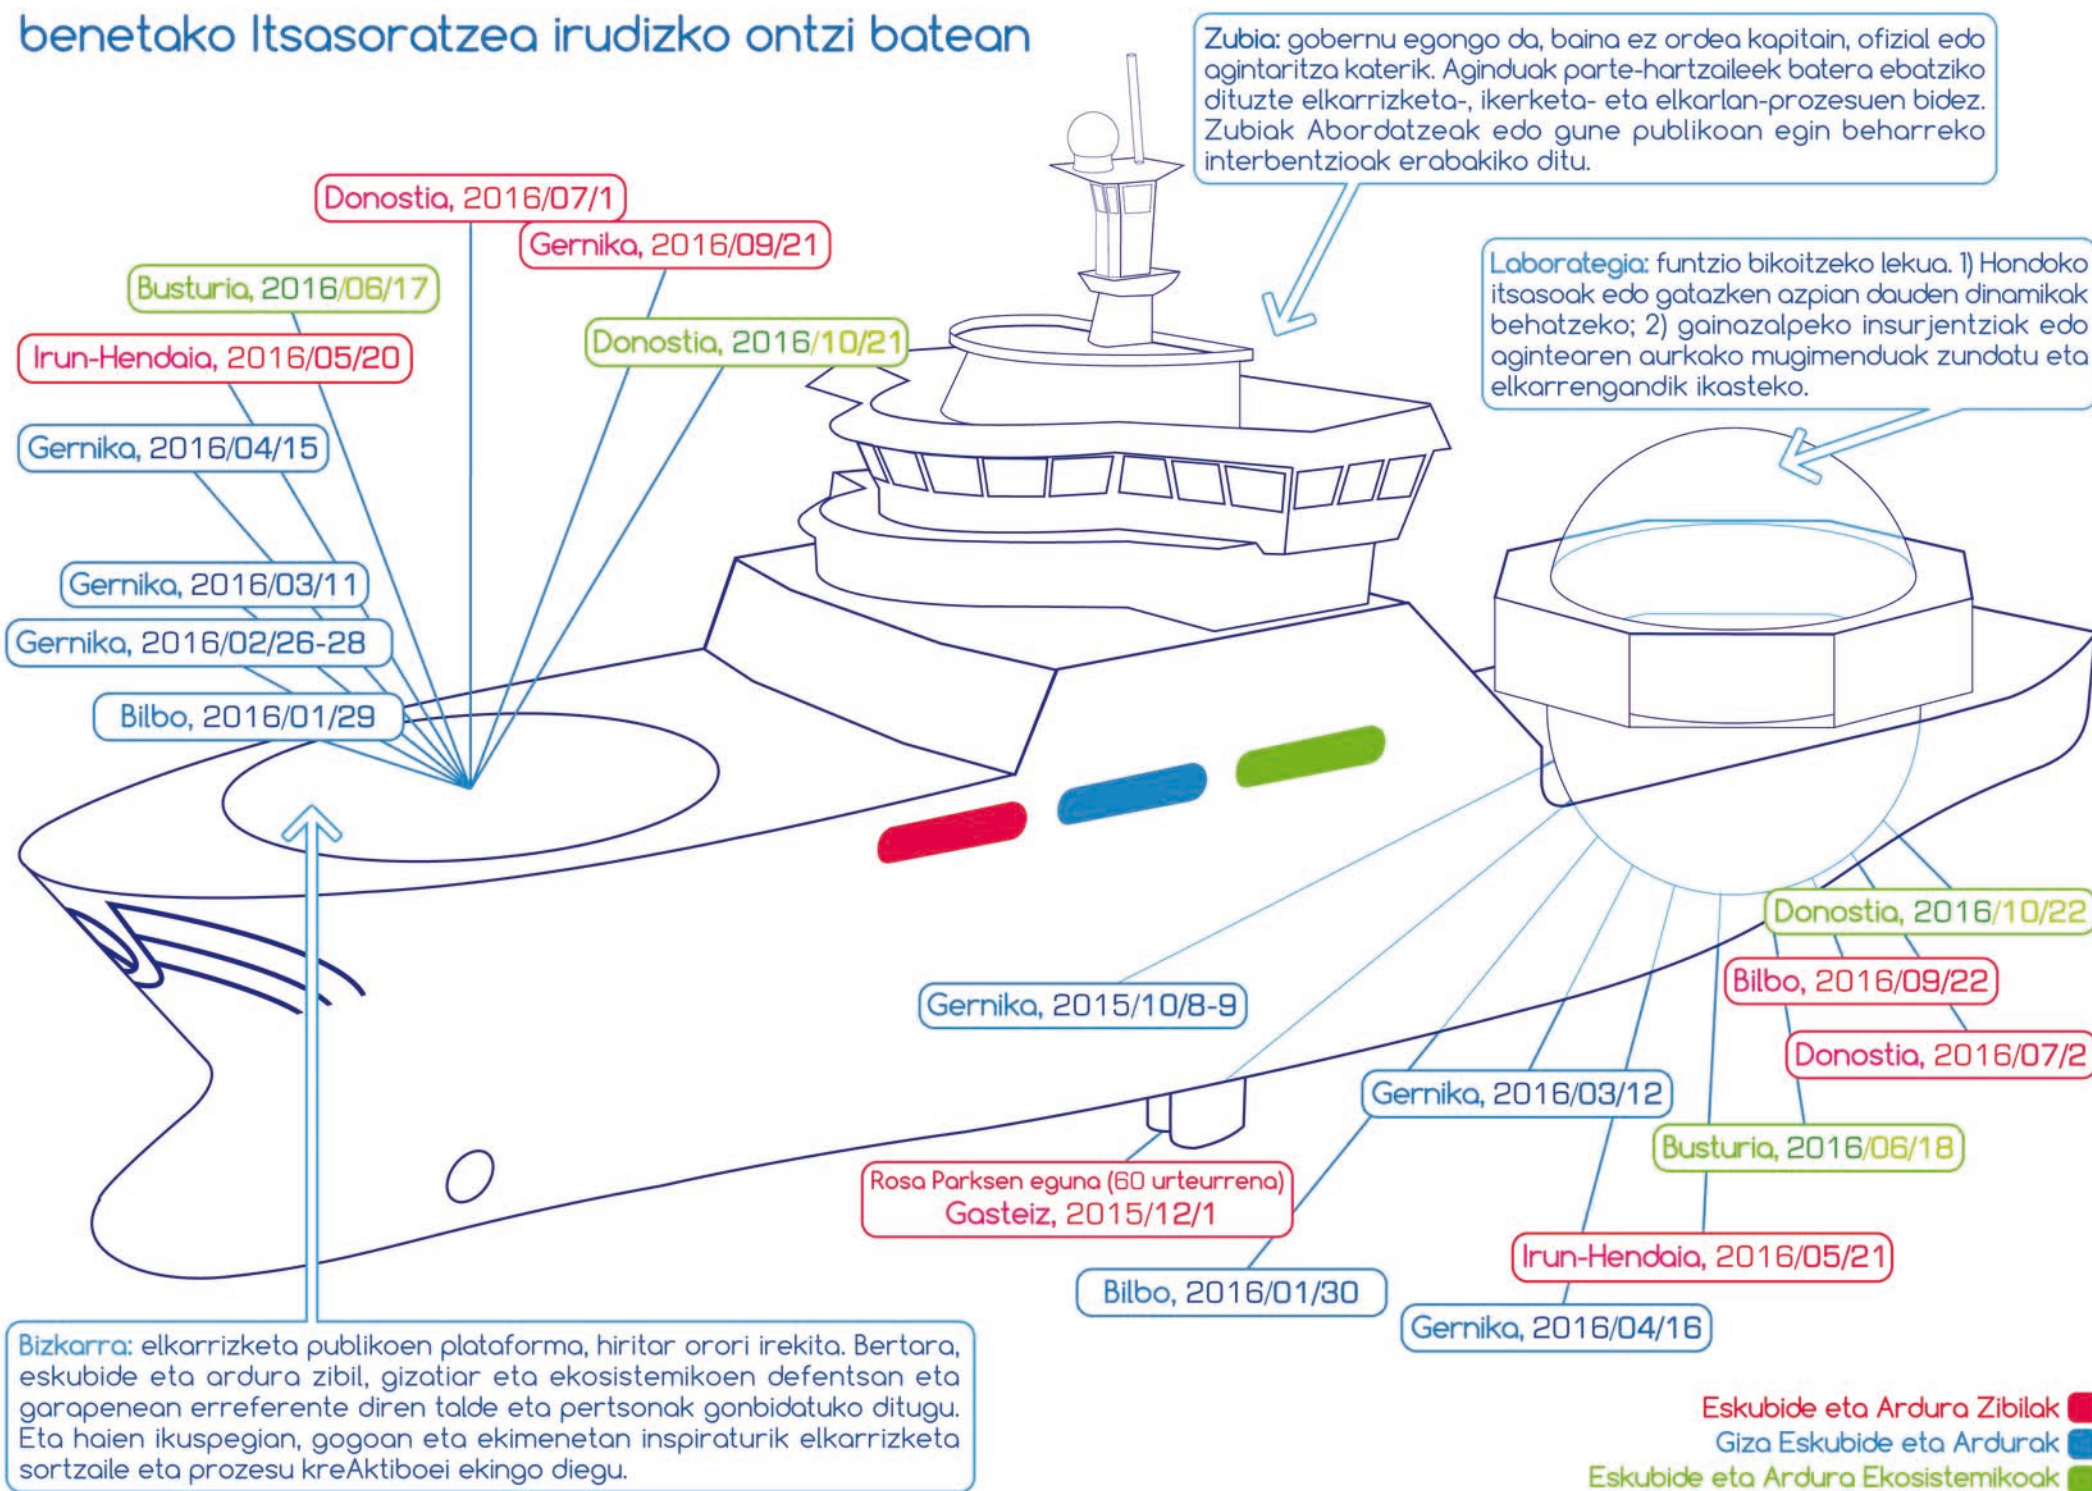 benetako Itsasoratzea irudizko ontzi batean
Zubia: gobernu egongo da, baina ez ordea kapitain, ofizial edo
agintaritza katerik. Aginduak parte-hartzaileek batera ebatziko
dituzte elkarrizketa-, ikerketa- eta elkarlan-prozesuen bidez.
Zubiak Abordatzeak edo gune publikoan egin beharreko
interbentzioak erabakiko ditu.
Donostia, 2016/07/1
Gernika, 2016/09/21
Busturia, 2016/06/17
Donostia, 2016/10/21
Irun-Hendaia, 2016/05/20
Gernika, 2016/04/15
Gernika, 2016/03/11
Gernika, 2016/02/26-28
Bilbo, 2016/01/29
Laborategia: funtzio bikoitzeko lekua. 1) Hondoko
itsasoak edo gatazken azpian dauden dinamikak
behatzeko; 2) gainazalpeko insurjentziak edo
agintearen aurkako mugimenduak zundatu eta
elkarrengandik ikasteko.
Donostia, 2016/10/22
Bilbo, 2016/09/22
Gernika, 2015/10/8-9
Donostia, 2016/07/2
Gernika, 2016/03/12
Busturia, 2016/06/18
Rosa Parksen eguna (60 urteurrena)
Gasteiz, 2015/12/1
Irun-Hendaia, 2016/05/21
Bilbo, 2016/01/30
Gernika, 2016/04/16
Bizkarra: elkarrizketa publikoen plataforma, hiritar orori irekita. Bertara,
eskubide eta ardura zibil, gizatiar eta ekosistemikoen defentsan eta
garapenean erreferente diren talde eta pertsonak gonbidatuko ditugu.
Eta haien ikuspegian, gogoan eta ekimenetan inspiraturik elkarrizketa
sortzaile eta prozesu kreAktiboei ekingo diegu.
Eskubide eta Ardura Zibilak
Giza Eskubide eta Ardurak
Eskubide eta Ardura Ekosistemikoak